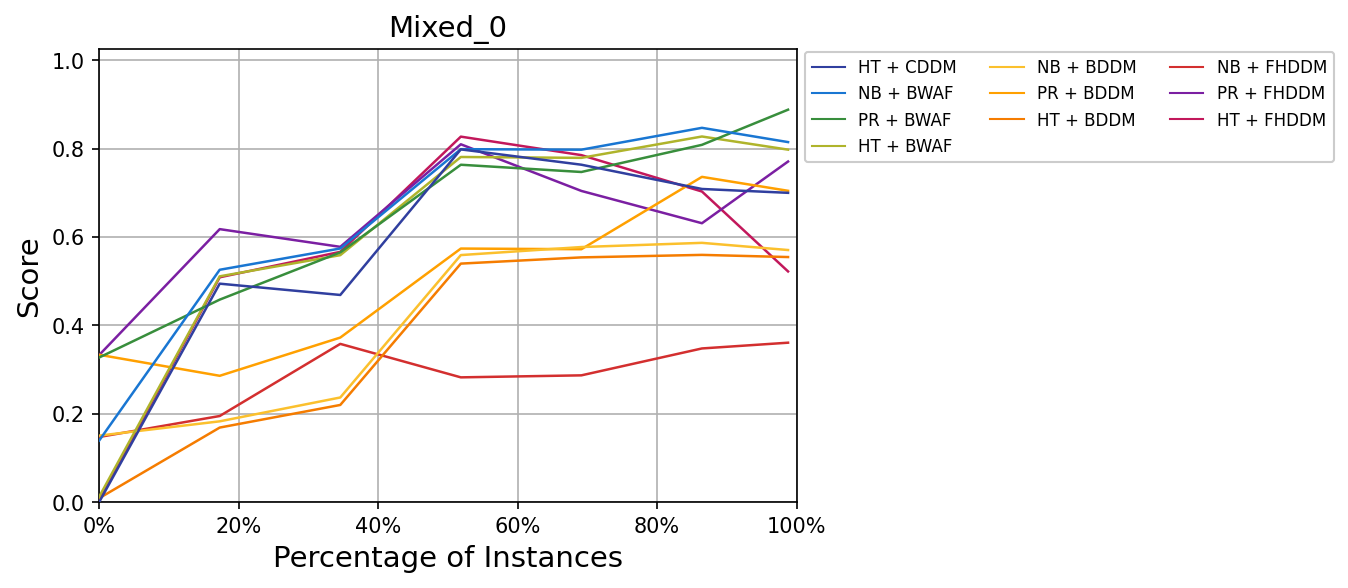 Mixed_0
1.0
0.8
0.6
0.4
0.2
0.0
Score
0% 20% 40% 60% 80% 100%
Percentage of Instances
HT + CDDM
NB + BWAF
PR + BWAF
HT + BWAF
NB + BDDM
PR + BDDM
HT + BDDM
NB + FHDDM
PR + FHDDM
HT + FHDDM